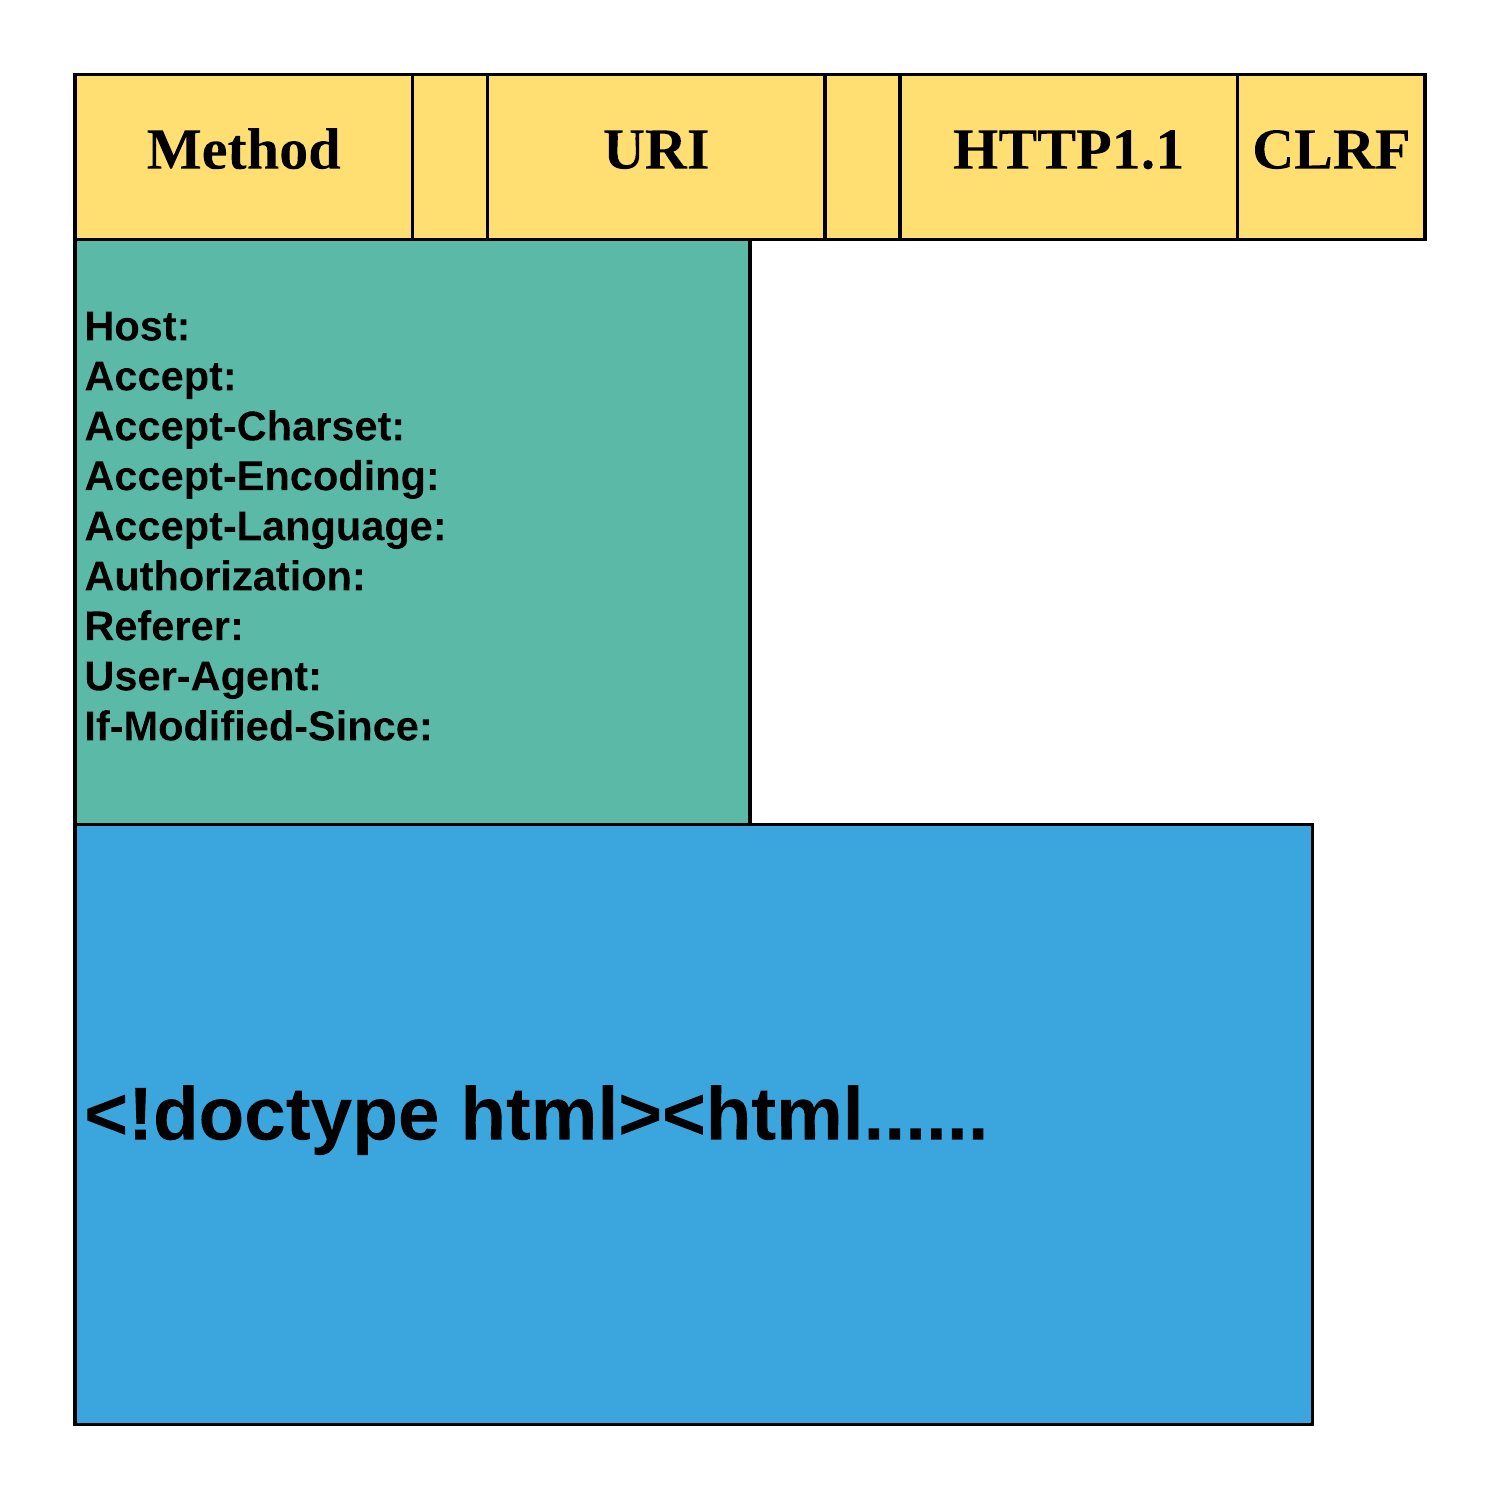 Method URI HTTP1.1 CLRF
Host:
Accept:
Accept-Charset:
Accept-Encoding:
Accept-Language:
Authorization:
Referer:
User-Agent:
If-Modified-Since:
<!doctype html><html......